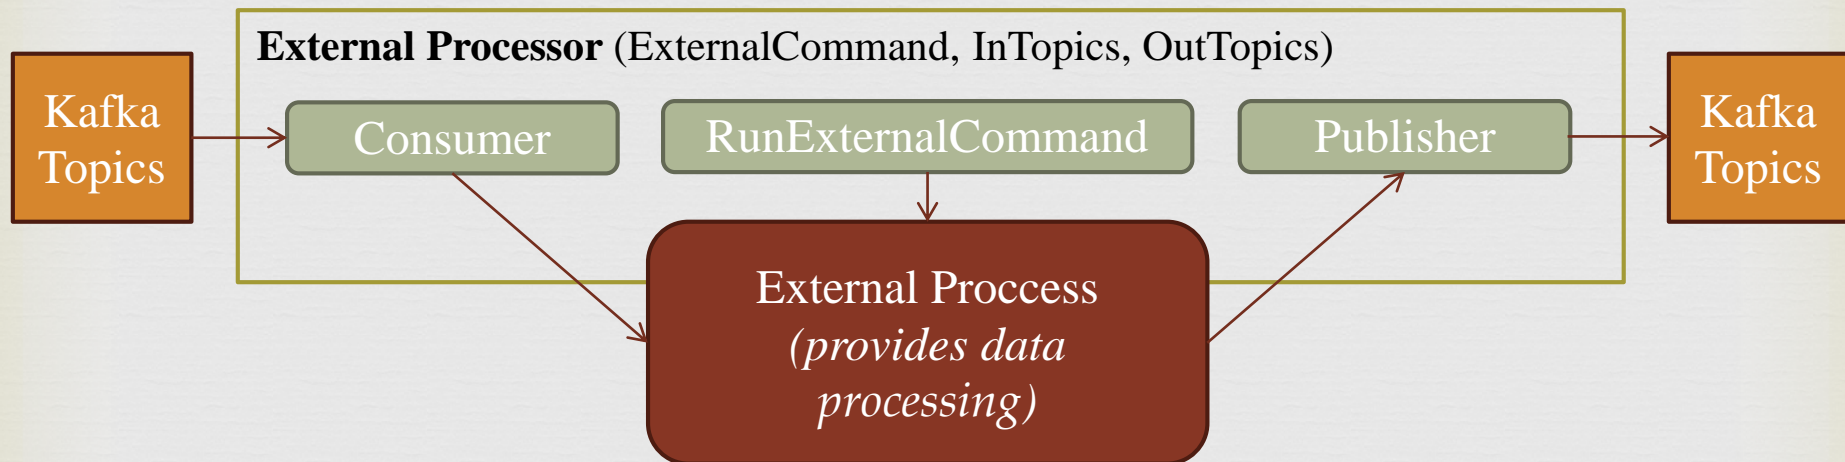 External Processor (ExternalCommand, InTopics, OutTopics)
Kafka
Topics
Consumer
RunExternalCommand
Publisher
Kafka
Topics
External Proccess
(provides data
processing)